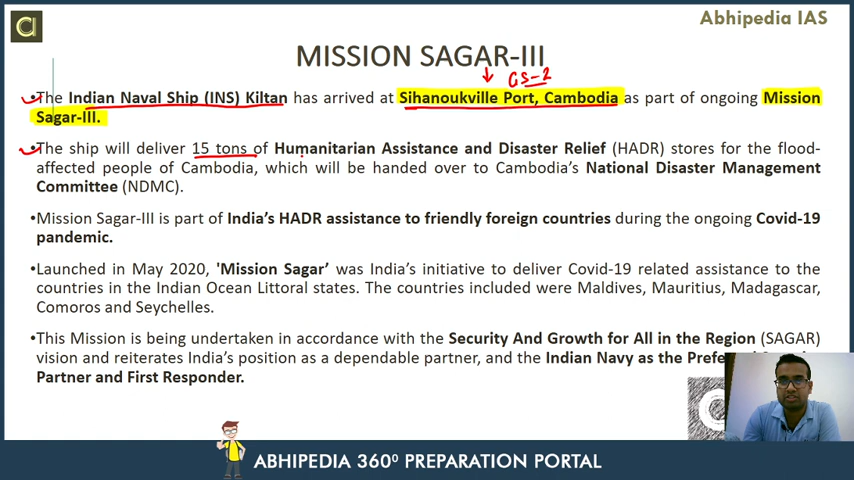 Abhipedia IAS
MISSION SAGAR-III
GS-2
•The Indian Naval Ship (INS) Kiltan has arrived at Sihanoukville Port, Cambodia as part of ongoing Mission
Sagar-III.
•The ship will deliver 15 tons of Humanitarian Assistance and Disaster Relief (HADR) stores for the flood-
affected people of Cambodia, which will be handed over to Cambodia's National Disaster Management
Committee (NDMC).
•Mission Sagar-III is part of India's HADR assistance to friendly foreign countries during the ongoing Covid-19
pandemic.
•Launched in May 2020, 'Mission Sagar' was India's initiative to deliver Covid-19 related assistance to the
countries in the Indian Ocean Littoral states. The countries included were Maldives, Mauritius, Madagascar,
Comoros and Seychelles.
•This Mission is being undertaken in accordance with the Security And Growth for All in the Region (SAGAR)
vision and reiterates India's position as a dependable partner, and the Indian Navy as the
Partner and First Responder.
ABHIPEDIA 360⁰ PREPARATION PORTAL